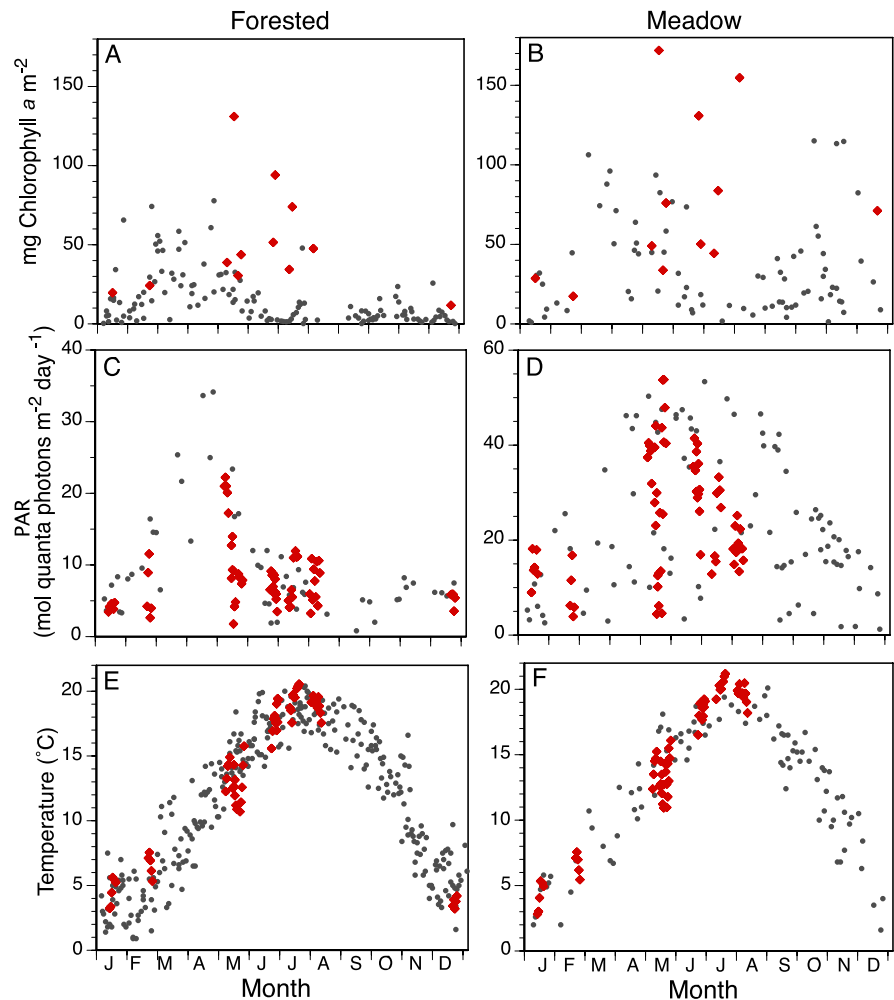 Forested Meadow
A B
mg Chlorophyll a m-2
150 150
100 100
50 50
0 0
C D
PAR
(mol quanta photons m-2 day-1)
40 60
30 40
20 20
10 0
0
E F
Temperature (˚C)
20 20
15 15
10 10
5 5
0 0
J F M A M J J A S O N D J F M A M J J A S O N D
Month Month